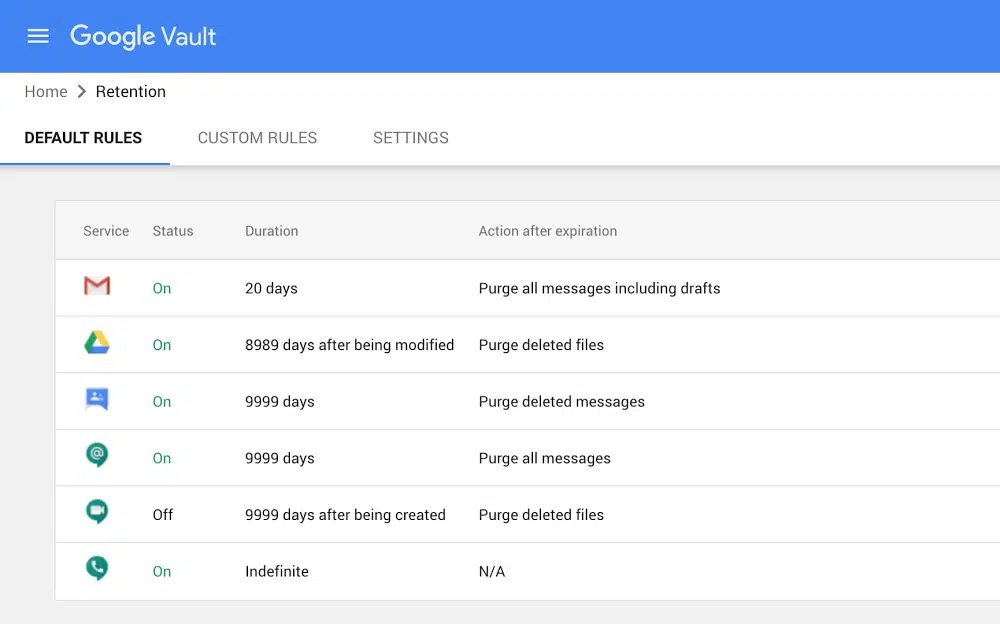 Google Vault
Home > Retention
DEFAULT RULES CUSTOM RULES SETTINGS
Service Status Duration Action after expiration
On 20 days Purge all messages including drafts
On 8989 days after being modified Purge deleted files
On 9999 days Purge deleted messages
On 9999 days Purge all messages
Off 9999 days after being created Purge deleted files
On Indefinite N/A